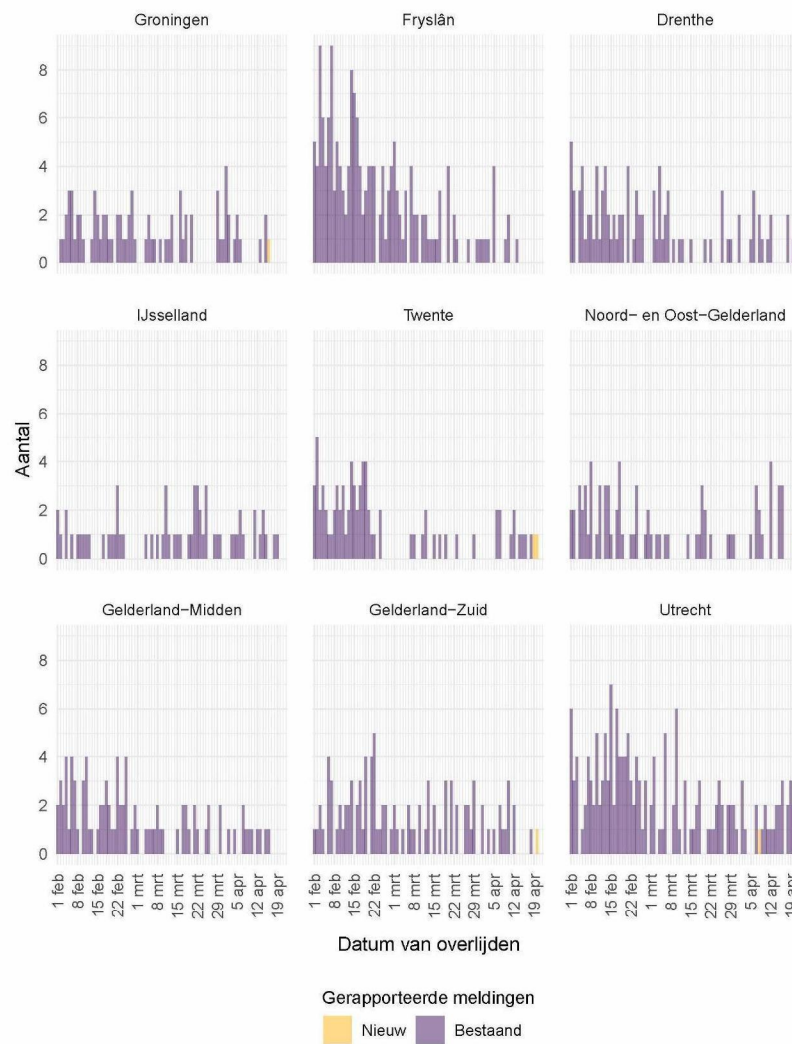 Groningen
Fryslân
Drenthe
8
6
4
2
0
IJsselland
Twente
Noord- en Oost-Gelderland
8
6
4
2
0
Aantal
Gelderland-Midden
Gelderland-Zuid
Utrecht
8
6
4
2
0
1 feb 8 feb 15 feb 22 feb 1 mrt 8 mrt 15 mrt 22 mrt 29 mrt 5 apr 12 apr 19 apr
1 feb 8 feb 15 feb 22 feb 1 mrt 8 mrt 15 mrt 22 mrt 29 mrt 5 apr 12 apr 19 apr
1 feb 8 feb 15 feb 22 feb 1 mrt 8 mrt 15 mrt 22 mrt 29 mrt 5 apr 12 apr 19 ap
Datum van overlijden
Gerapporteerde meldingen
Nieuw Bestaand